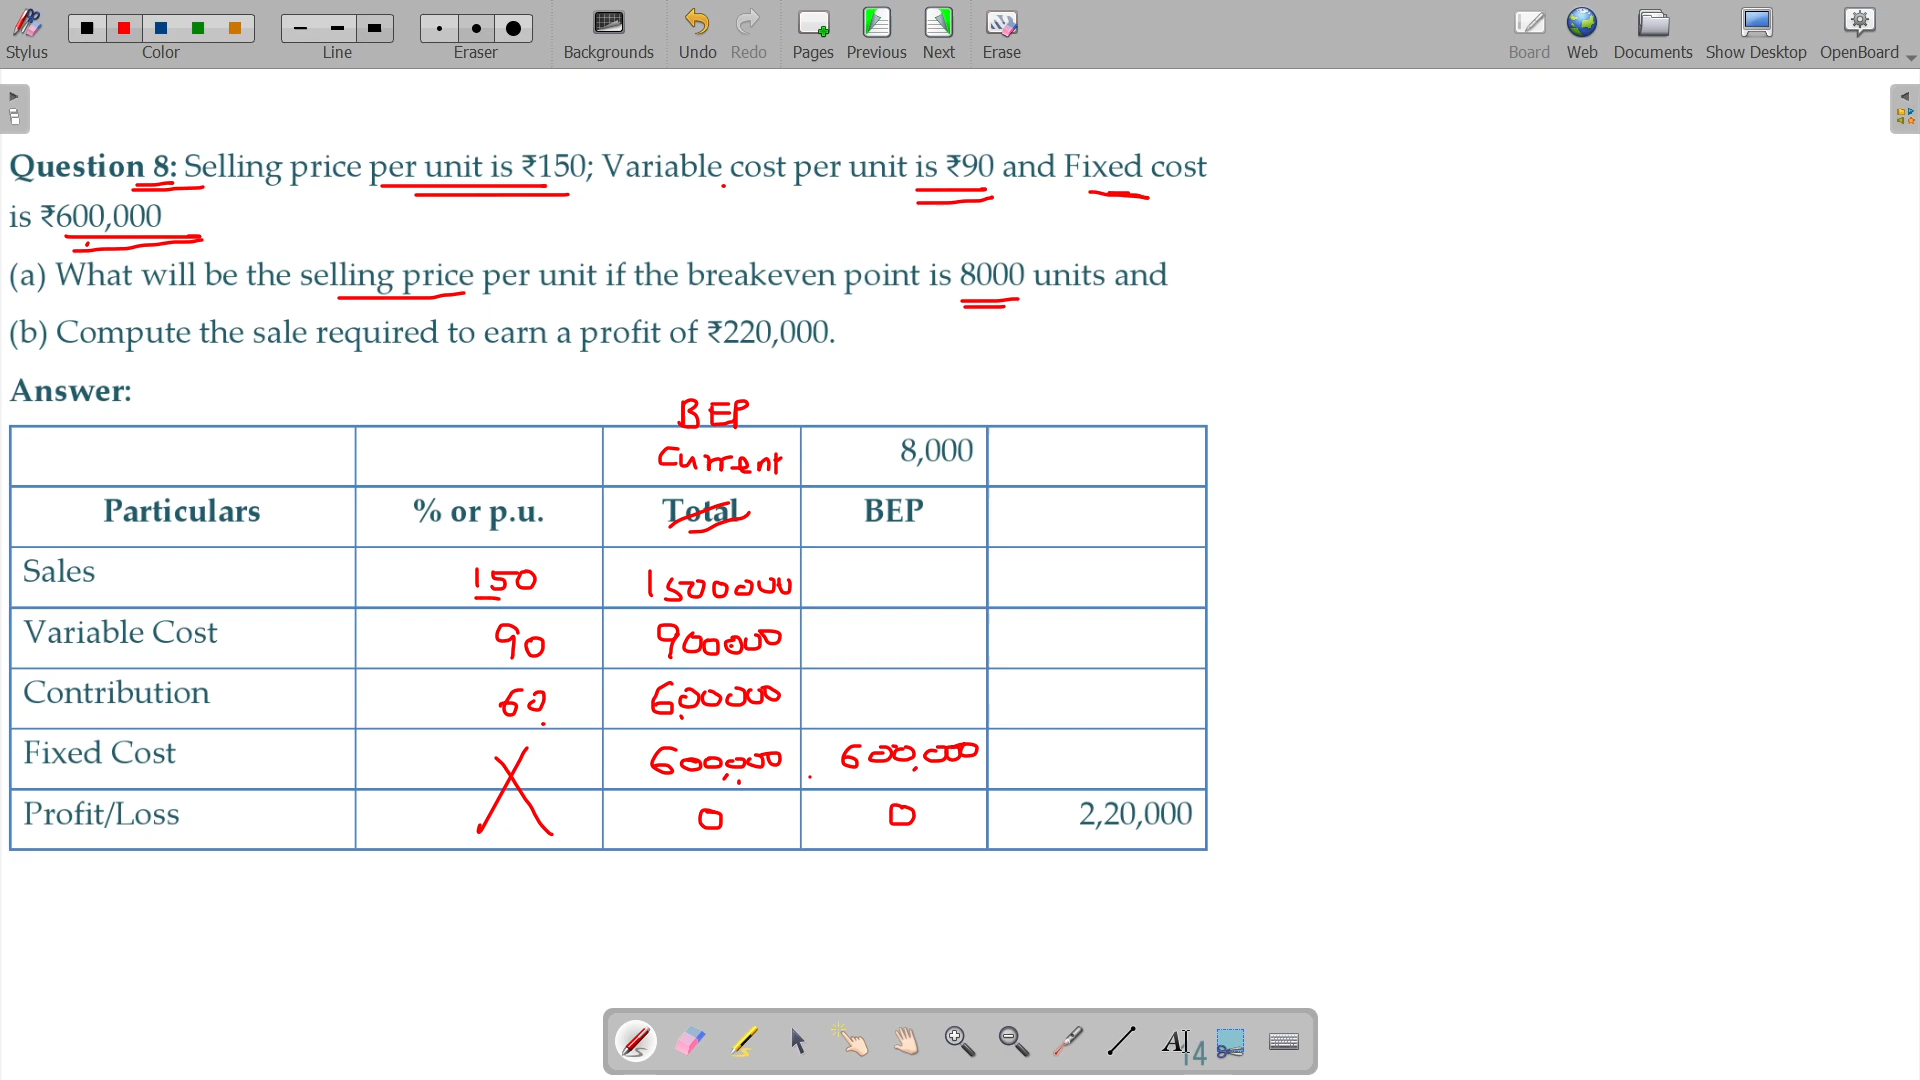 Stylus Color Line Eraser Backgrounds Undo Redo Pages Previous Next Erase Board Web Documents Show Desktop OpenBoard
Question 8: Selling price per unit is ₹150; Variable cost per unit is ₹90 and Fixed cost
is ₹600,000
(a) What will be the selling price per unit if the breakeven point is 8000 units and
(b) Compute the sale required to earn a profit of ₹220,000.
Answer:
BEP
Current 8,000
Particulars % or p.u. Total BEP
Sales 150 1500000
Variable Cost 90 900000
Contribution 60 600000
Fixed Cost 600,000 600,000
Profit/Loss 0 0 2,20,000
14